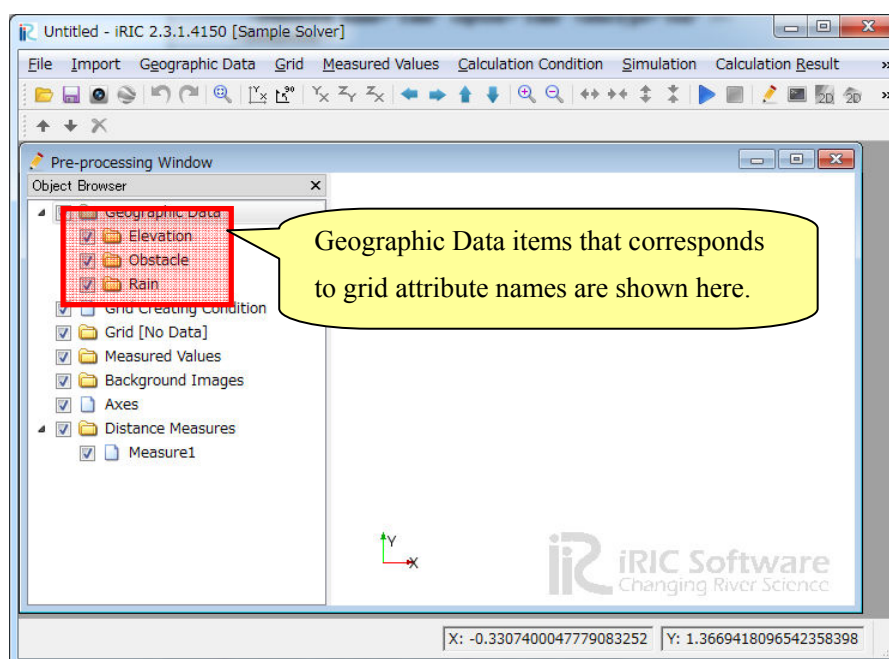 Untitled - iRIC 2.3.1.4150 [Sample Solver]
File Import Geographic Data Grid Measured Values Calculation Condition Simulation Calculation Result »
Pre-processing Window
Object Browser
Geographic Data
Elevation
Obstacle
Rain
Grid Creating Condition
Grid [No Data]
Measured Values
Background Images
Axes
Distance Measures
Measure1
Geographic Data items that corresponds
to grid attribute names are shown here.
Y
X
iRIC Software
Changing River Science
X: -0.3307400047779083252 Y: 1.3669418096542358398